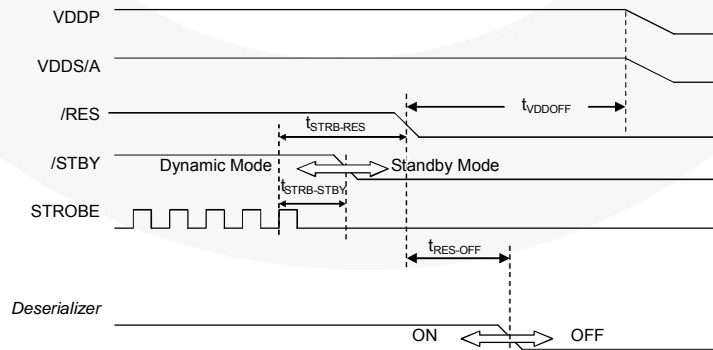 VDDP
VDDS/A
/RES
tVDDOFF
tSTRB-RES
/STBY
Dynamic Mode
Standby Mode
tSTRB-STBY
STROBE
tRES-OFF
Deserializer
ON
OFF